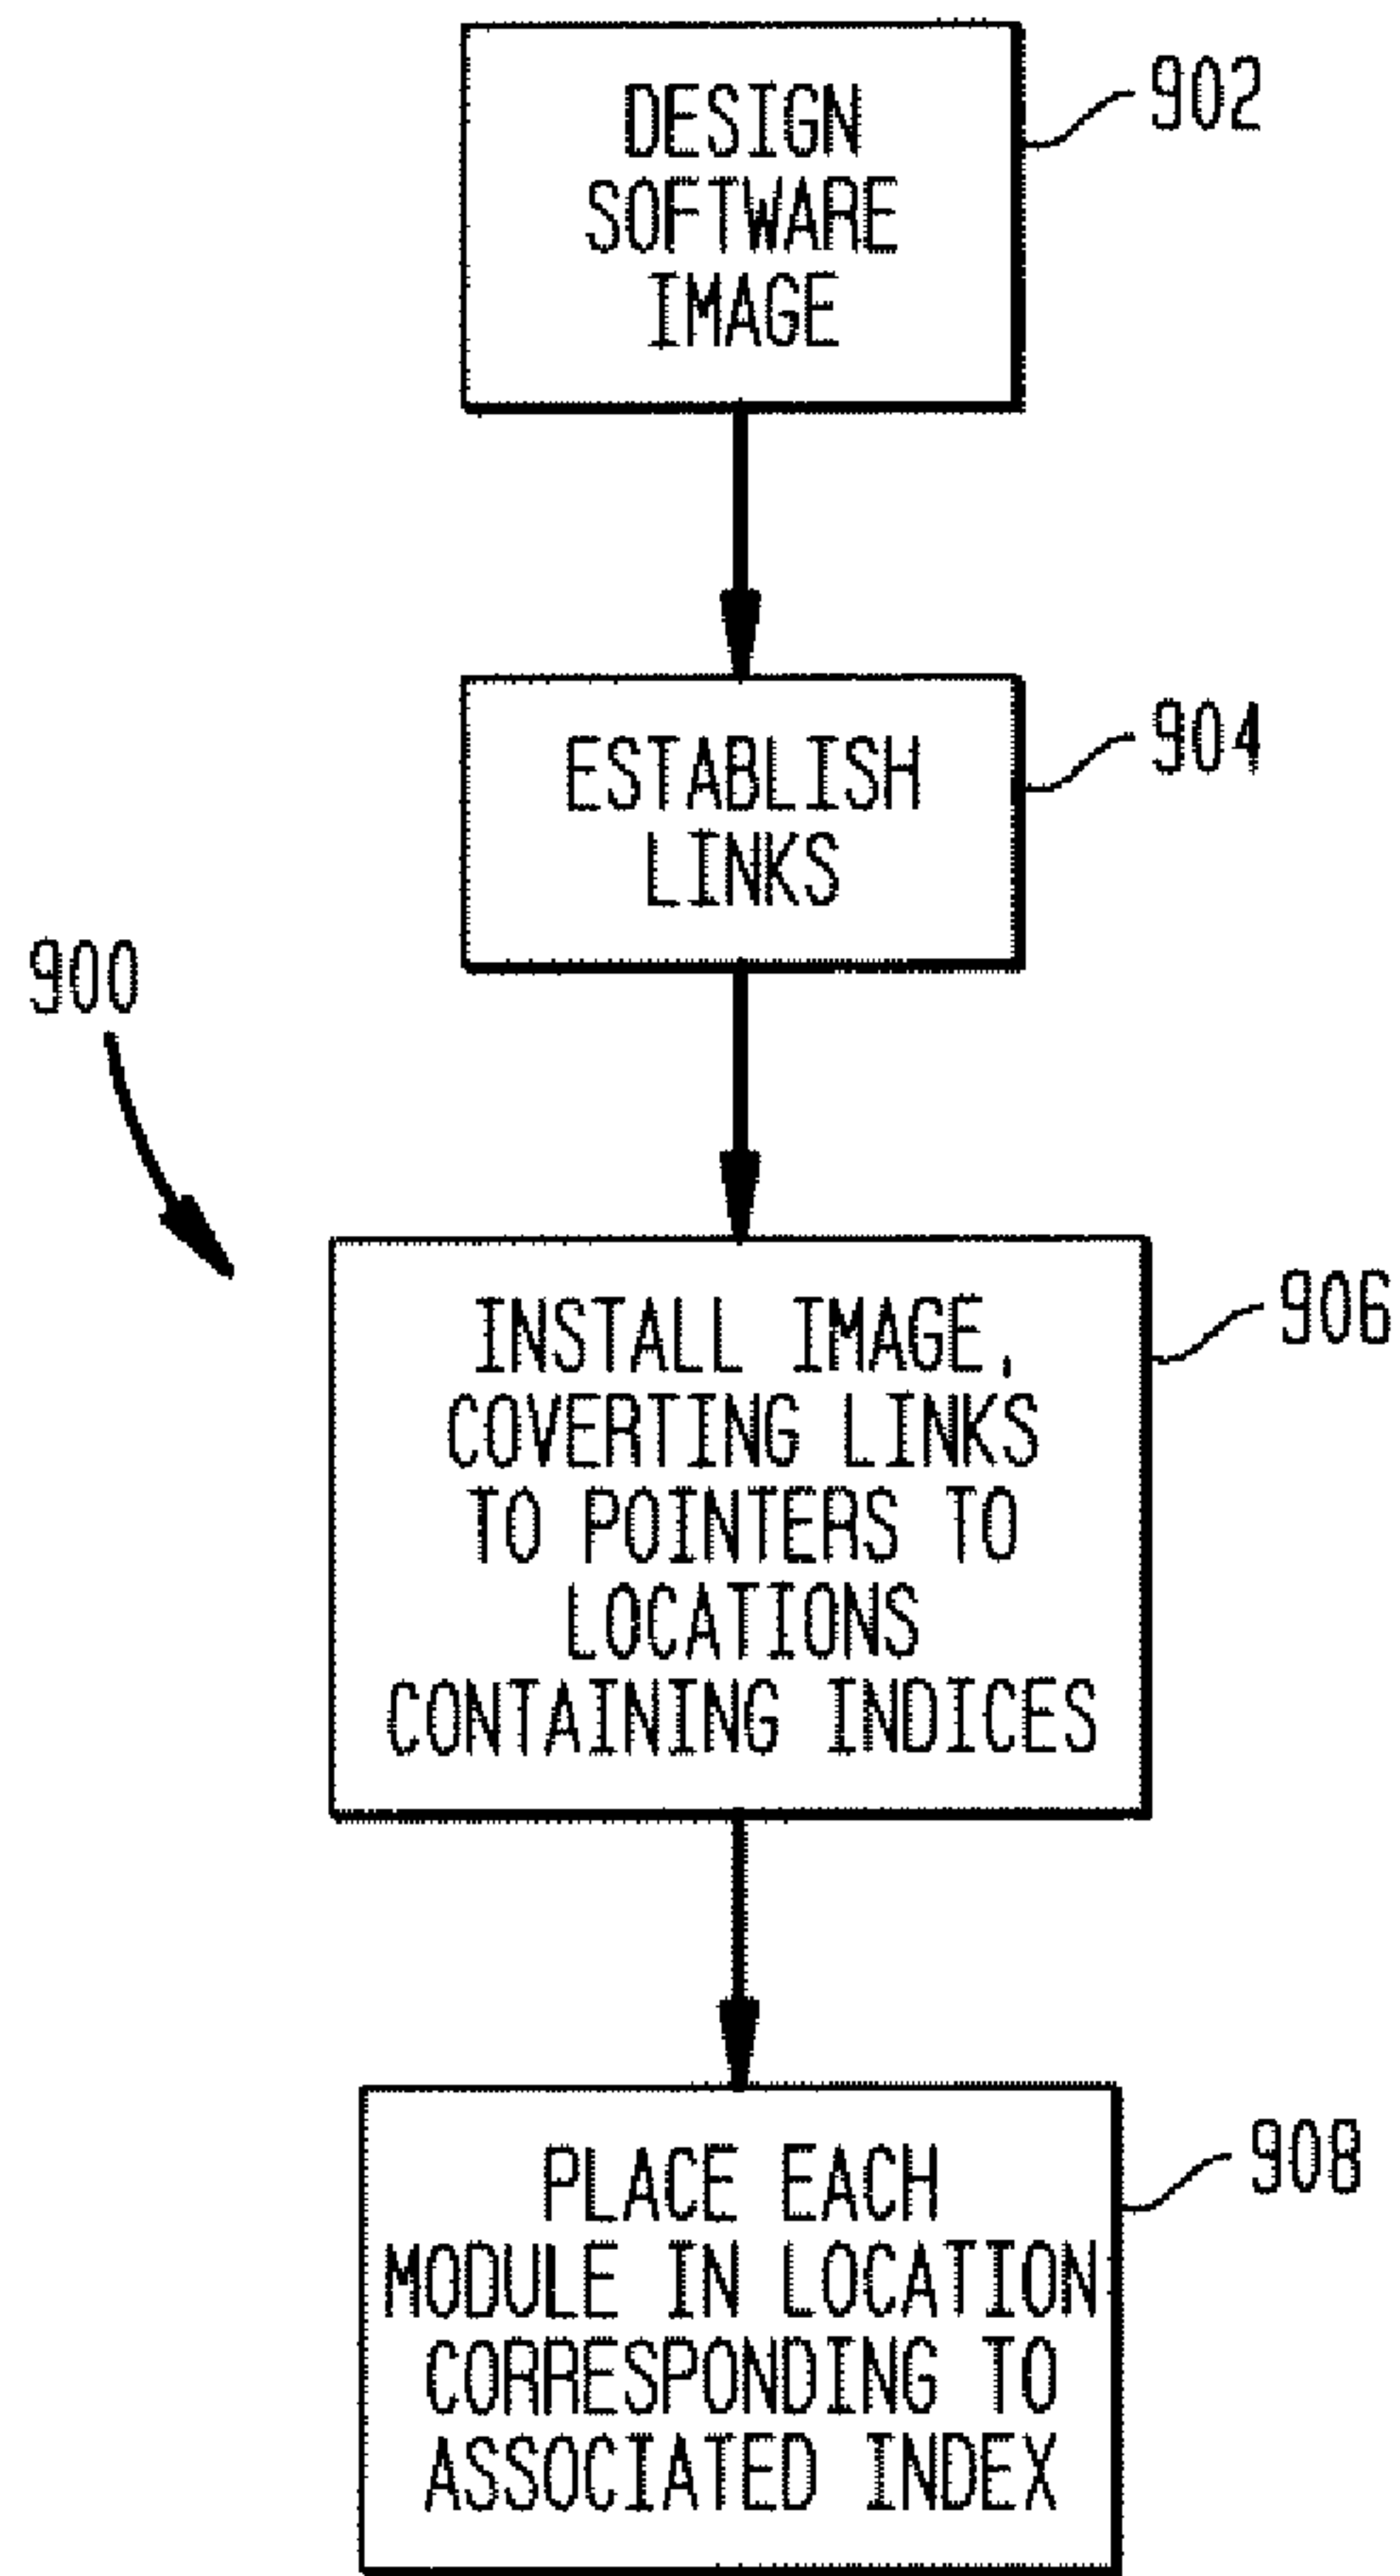 DESIGN
SOFTWARE
IMAGE
902
ESTABLISH
LINKS
904
900
INSTALL IMAGE,
COVERTING LINKS
TO POINTERS TO
LOCATIONS
CONTAINING INDICES
906
PLACE EACH
MODULE IN LOCATION
CORRESPONDING TO
ASSOCIATED INDEX
908